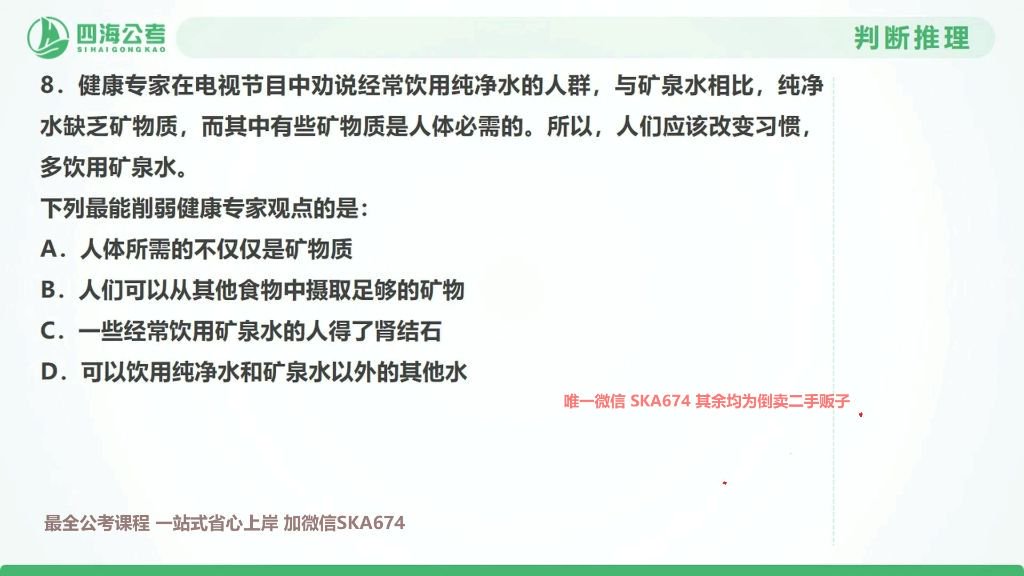 四海公考
SIHAIGONGKAO
判断推理
8．健康专家在电视节目中劝说经常饮用纯净水的人群，与矿泉水相比，纯净
水缺乏矿物质，而其中有些矿物质是人体必需的。所以，人们应该改变习惯，
多饮用矿泉水。
下列最能削弱健康专家观点的是：
A．人体所需的不仅仅是矿物质
B．人们可以从其他食物中摄取足够的矿物
C．一些经常饮用矿泉水的人得了肾结石
D．可以饮用纯净水和矿泉水以外的其他水
唯一微信 SKA674 其余均为倒卖二手贩子
最全公考课程 一站式省心上岸 加微信SKA674